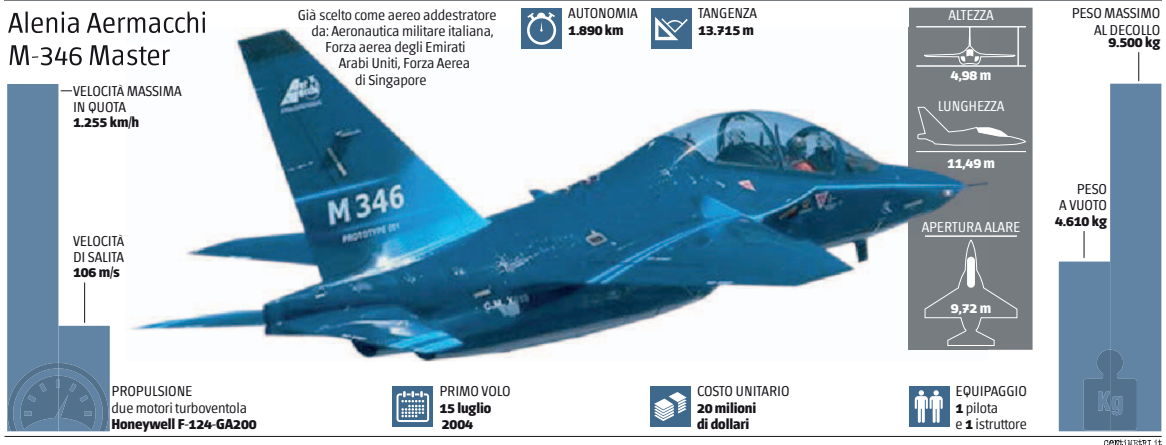 Alenia Aermacchi
M-346 Master
VELOCITÀ MASSIMA
IN QUOTA
1.255 km/h
VELOCITÀ
DI SALITA
106 m/s
Già scelto come aereo addestratore
da: Aeronautica militare italiana,
Forza aerea degli Emirati
Arabi Uniti, Forza Aerea
di Singapore
AUTONOMIA
1.890 km
TANGENZA
13.715 m
M 346
PROTOTYPE 001
ALTEZZA
4,98 m
LUNGHEZZA
11,49 m
APERTURA ALARE
9,72 m
PESO MASSIMO
AL DECOLLO
9.500 kg
PESO
A VUOTO
4.610 kg
Kg
PROPULSIONE
due motori turboventola
Honeywell F-124-GA200
PRIMO VOLO
15 luglio
2004
COSTO UNITARIO
20 milioni
di dollari
EQUIPAGGIO
1 pilota
e 1 istruttore
CENTIMETRI.it